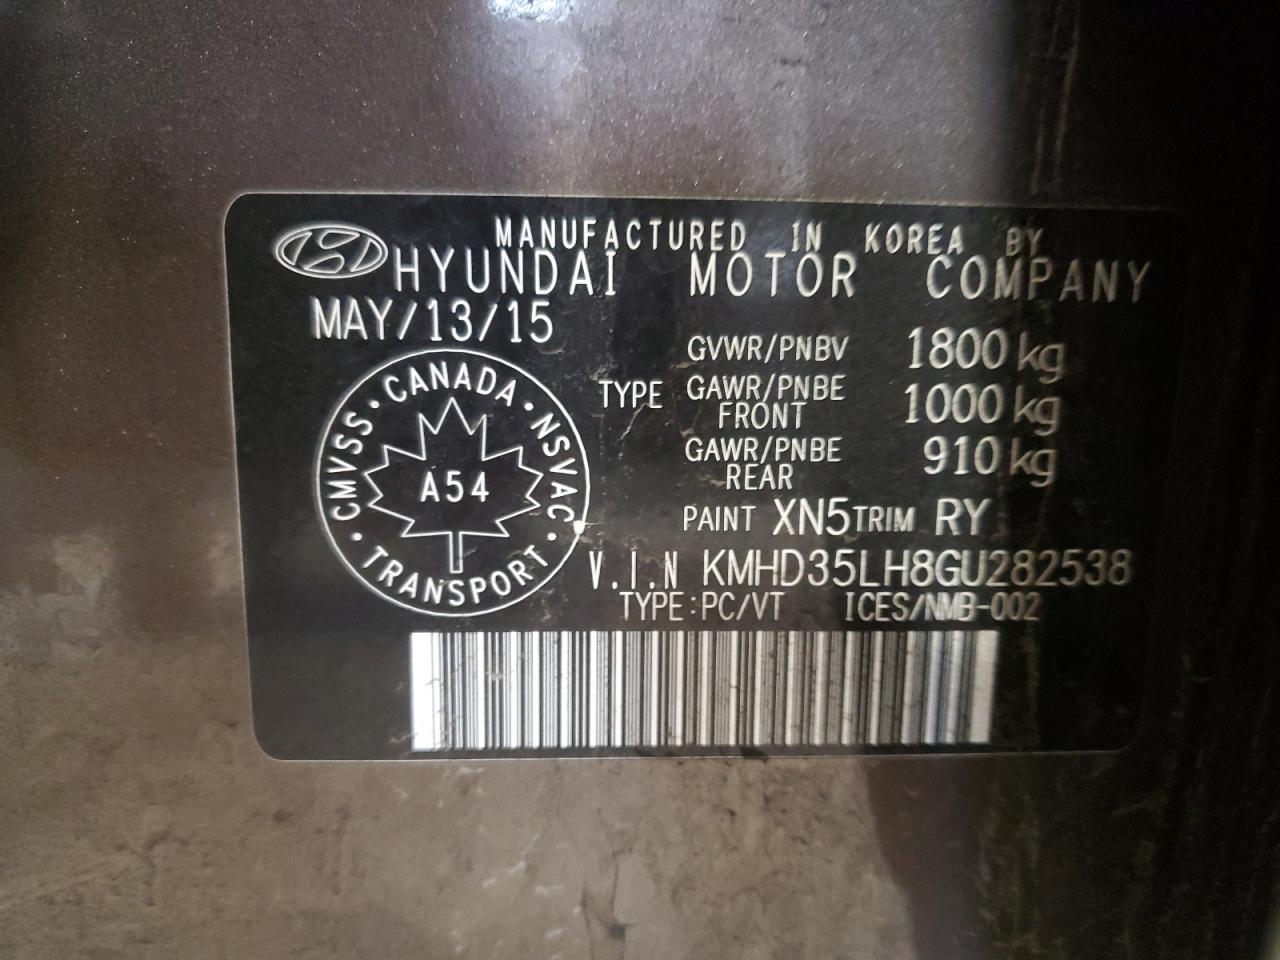 MANUFACTURED IN KOREA BY
HYUNDAI MOTOR COMPANY
MAY/13/15
GVWR/PNBV 1800 kg
TYPE GAWR/PNBE FRONT 1000 kg
GAWR/PNBE REAR 910 kg
CMVSS · CANADA · NSVAC · TRANSPORT ·
A54
PAINT XN5 TRIM RY
V.I.N KMHD35LH8GU282538
TYPE:PC/VT ICES/NMB-002